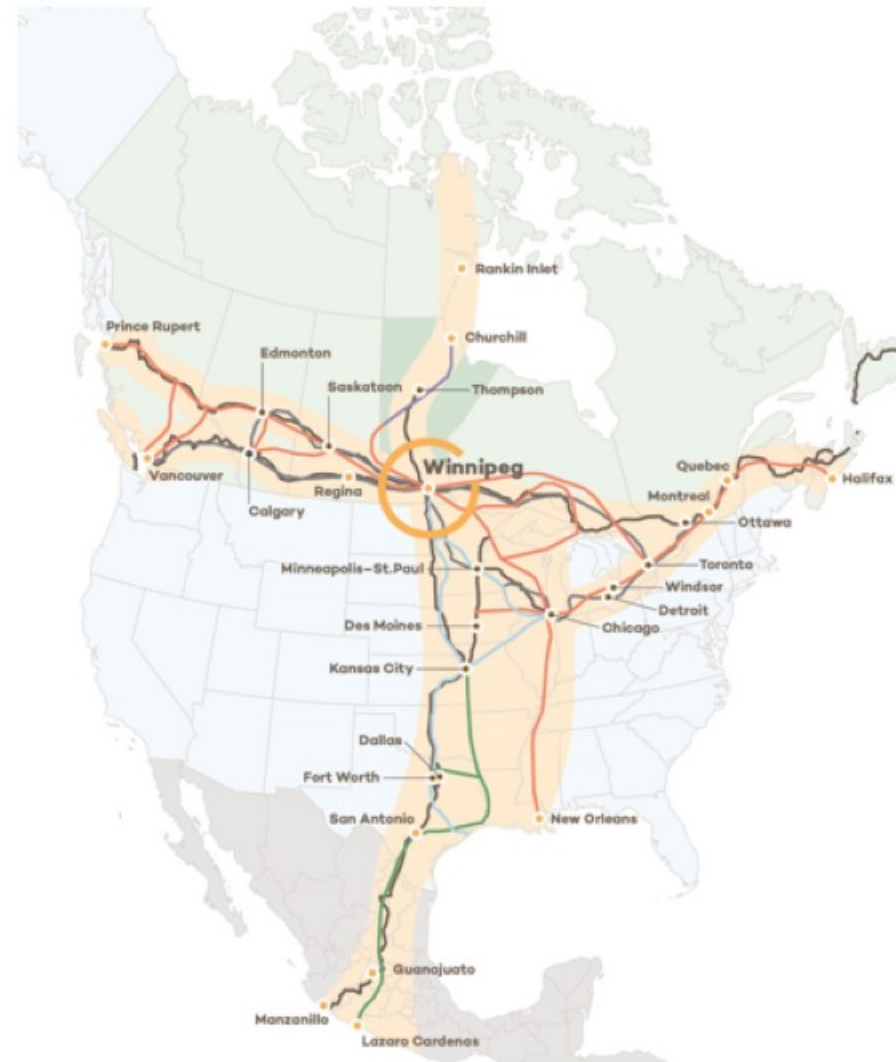 Rankin Inlet
Prince Rupert
Churchill
Edmonton
Saskatoon
Thompson
Winnipeg
Quebec
Vancouver
Halifax
Regina
Montreal
Calgary
Ottawa
Minneapolis-St.Paul
Toronto
Windsor
Detroit
Des Moines
Chicago
Kansas City
Dallas
Fort Worth
San Antonio
New Orleans
Guanajuato
Manzanillo
Lazaro Cardenas